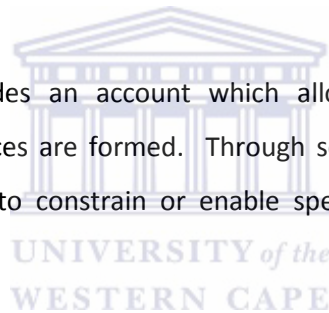 des an account which allo
ces are formed. Through s
to constrain or enable spe
UNIVERSITY of the
WESTERN CAPE